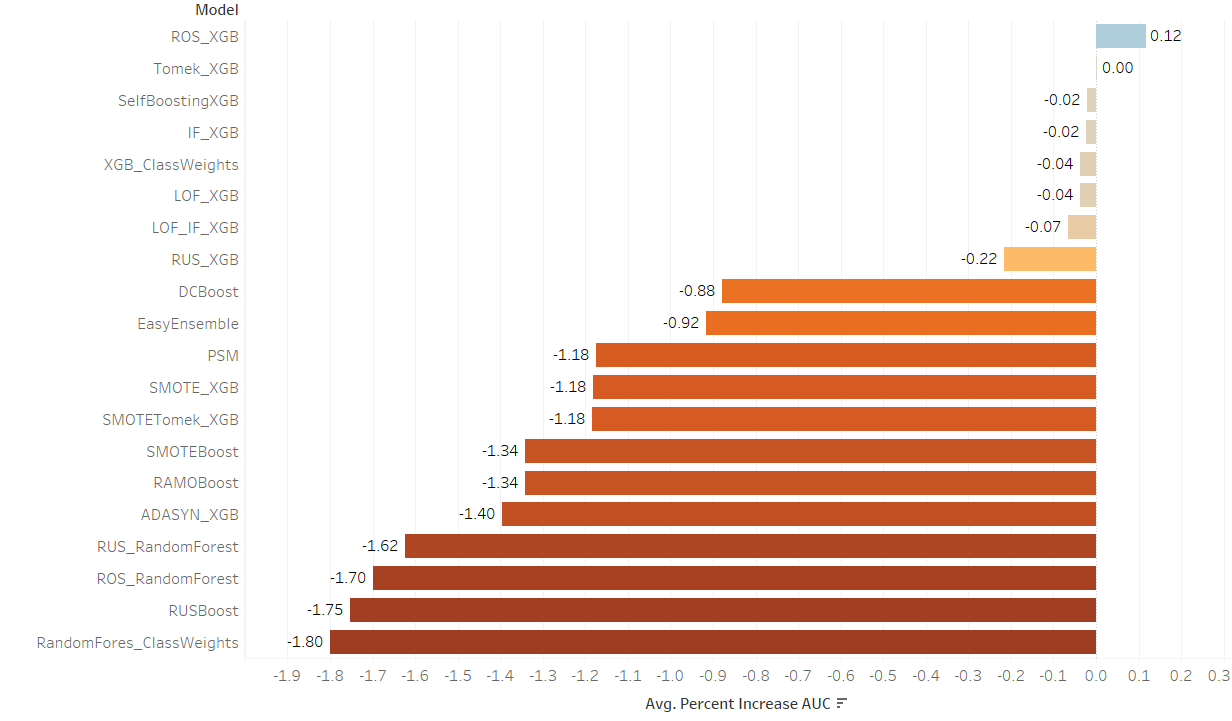 Model
ROS_XGB 0.12
Tomek_XGB 0.00
SelfBoostingXGB -0.02
IF_XGB -0.02
XGB_ClassWeights -0.04
LOF_XGB -0.04
LOF_IF_XGB -0.07
RUS_XGB -0.22
DCBoost -0.88
EasyEnsemble -0.92
PSM -1.18
SMOTE_XGB -1.18
SMOTETomek_XGB -1.18
SMOTEBoost -1.34
RAMOBoost -1.34
ADASYN_XGB -1.40
RUS_RandomForest -1.62
ROS_RandomForest -1.70
RUSBoost -1.75
RandomFores_ClassWeights -1.80
-1.9 -1.8 -1.7 -1.6 -1.5 -1.4 -1.3 -1.2 -1.1 -1.0 -0.9 -0.8 -0.7 -0.6 -0.5 -0.4 -0.3 -0.2 -0.1 0.0 0.1 0.2 0.3
Avg. Percent Increase AUC